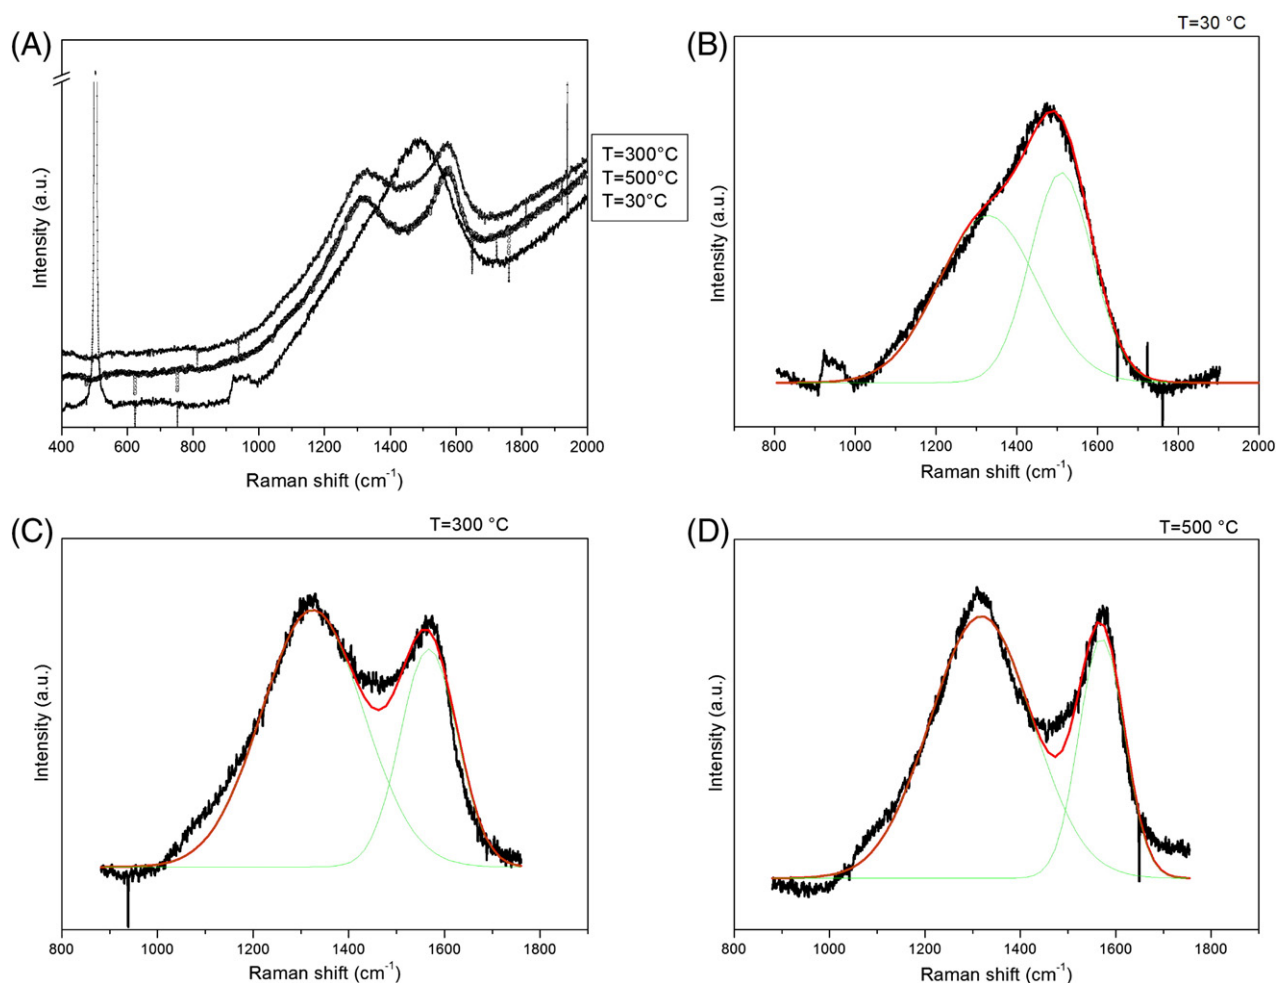 (A)
Intensity (a.u.)
400 600 800 1000 1200 1400 1600 1800 2000
Raman shift (cm⁻¹)
T=300°C
T=500°C
T=30°C
(B)
T=30 °C
Intensity (a.u.)
800 1000 1200 1400 1600 1800 2000
Raman shift (cm⁻¹)
(C)
T=300 °C
Intensity (a.u.)
800 1000 1200 1400 1600 1800
Raman shift (cm⁻¹)
(D)
T=500 °C
Intensity (a.u.)
800 1000 1200 1400 1600 1800
Raman shift (cm⁻¹)